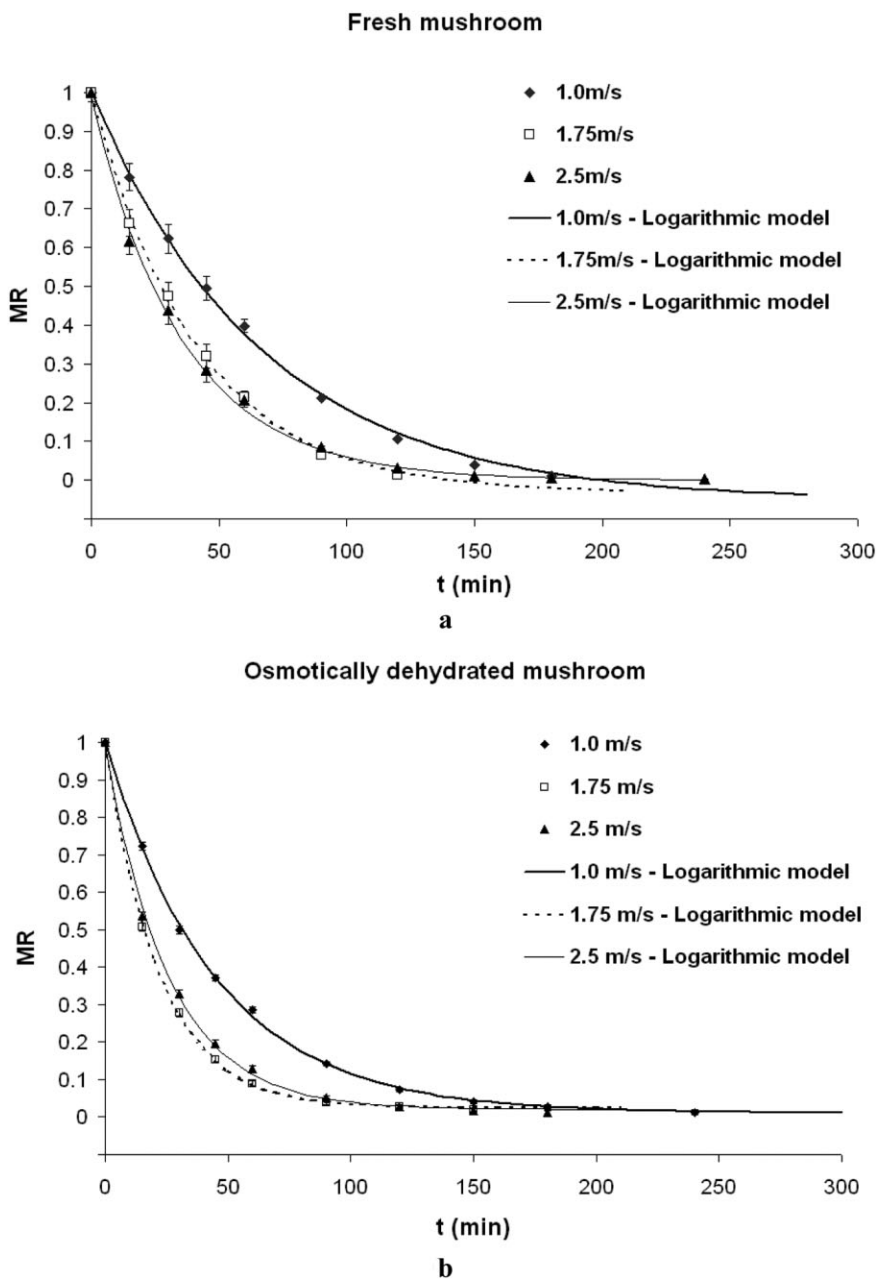 Fresh mushroom
1
0.9
0.8
0.7
0.6
0.5
0.4
0.3
0.2
0.1
0
MR
1.0m/s
1.75m/s
2.5m/s
1.0m/s - Logarithmic model
1.75m/s - Logarithmic model
2.5m/s - Logarithmic model
0 50 100 150 200 250 300
t (min)
a
Osmotically dehydrated mushroom
1
0.9
0.8
0.7
0.6
0.5
0.4
0.3
0.2
0.1
0
MR
1.0 m/s
1.75 m/s
2.5 m/s
1.0 m/s - Logarithmic model
1.75 m/s - Logarithmic model
2.5 m/s - Logarithmic model
0 50 100 150 200 250 300
t (min)
b